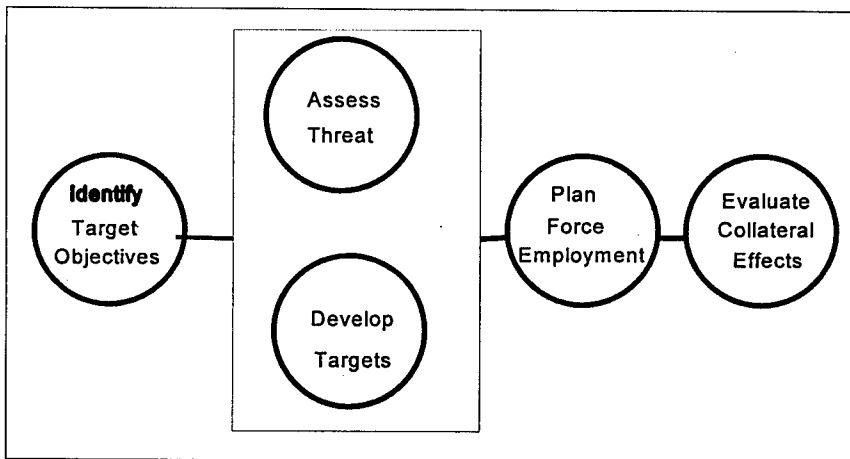 Identify
Target
Objectives
Assess
Threat
Develop
Targets
Plan
Force
Employment
Evaluate
Collateral
Effects